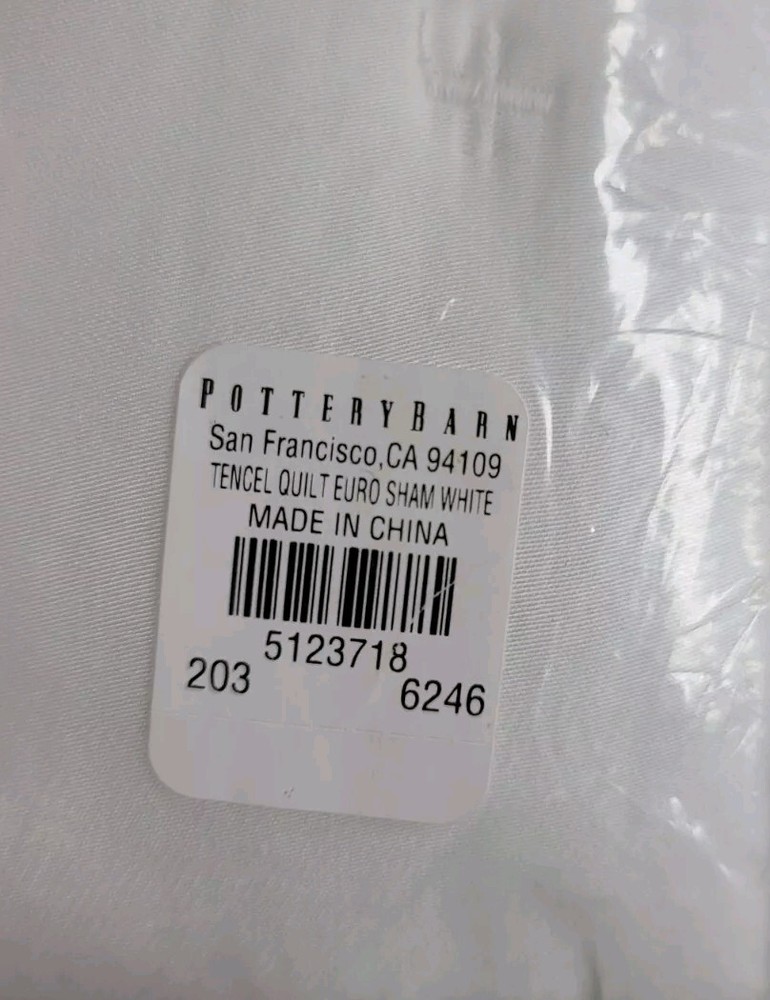 POTTERYBARN
San Francisco,CA 94109
TENCEL QUILT EURO SHAM WHITE
MADE IN CHINA
5123718
203 6246